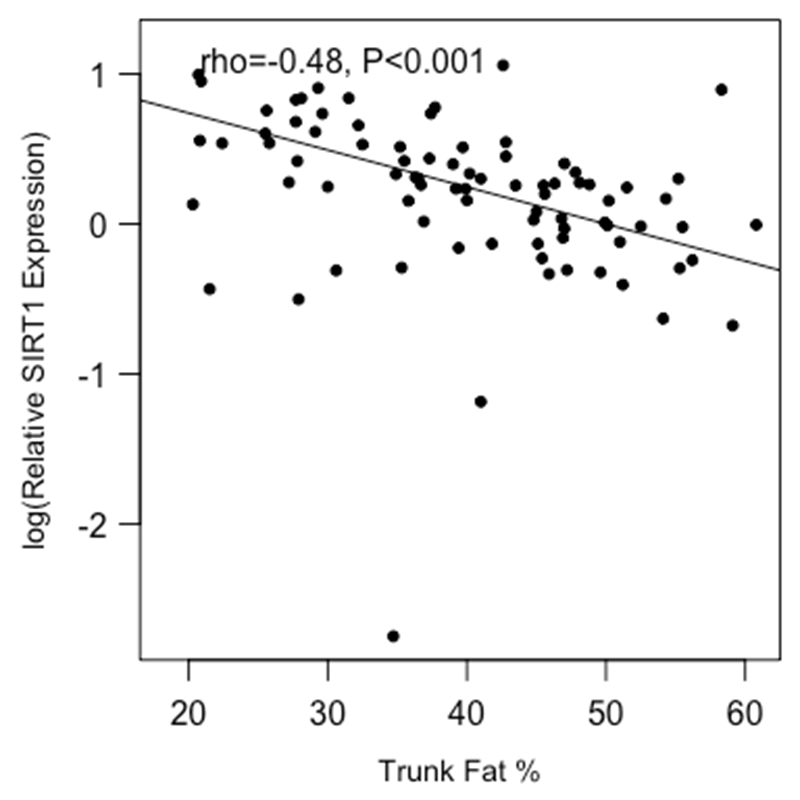 rho=-0.48, P<0.001
1
0
-1
-2
log(Relative SIRT1 Expression)
20 30 40 50 60
Trunk Fat %